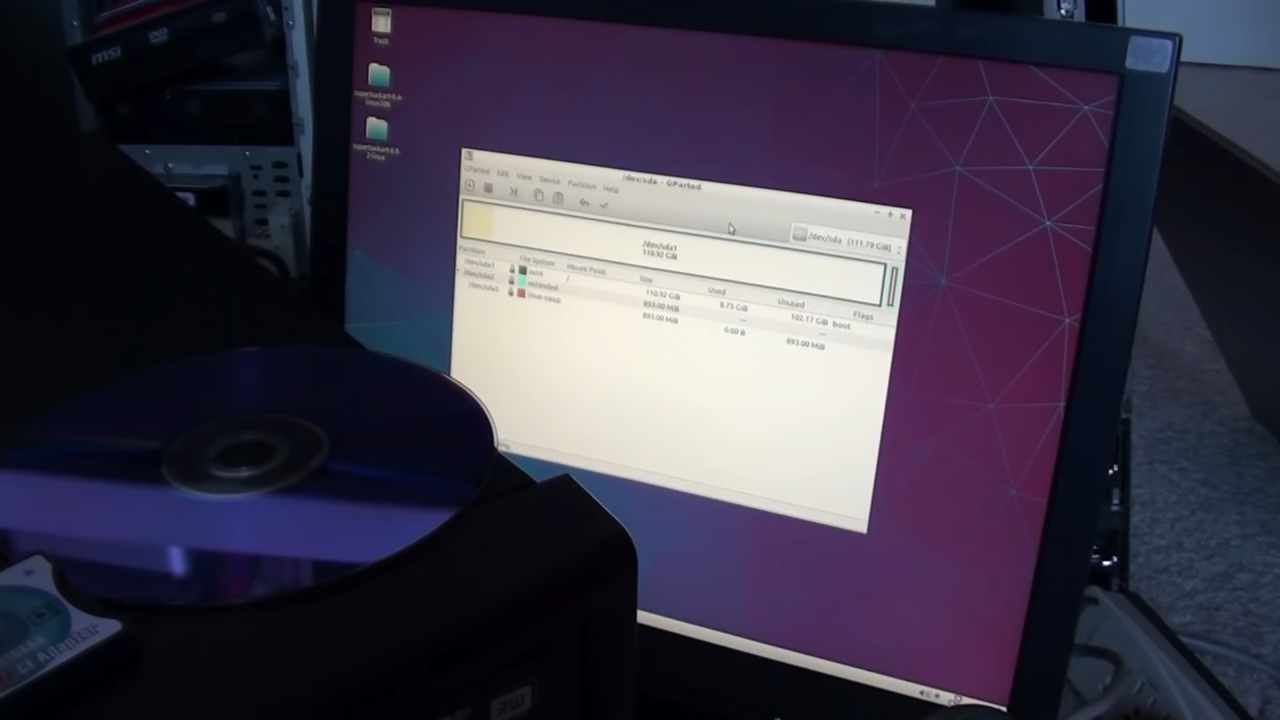 msi
Trash
/dev/sda - GParted
GParted Edit View Device Partition Help
/dev/sda (111.79 GiB)
/dev/sda1
110.92 GiB
Partition File System Mount Point Size Used Unused Flags
/dev/sda1 ext4 / 110.92 GiB 8.75 GiB 102.17 GiB boot
/dev/sda2 extended 893.00 MiB --- ---
/dev/sda5 linux-swap 893.00 MiB 0.00 B 893.00 MiB
Adapter
RW